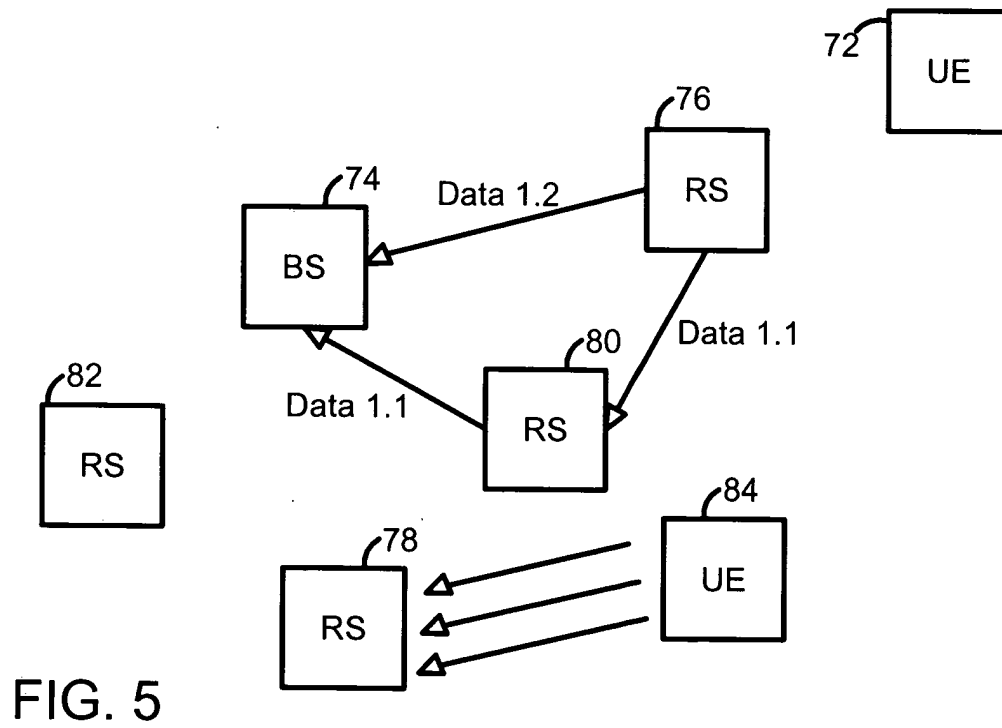 72
UE
76
RS
74
Data 1.2
BS
Data 1.1
80
82
Data 1.1
RS
RS
84
78
UE
RS
FIG. 5